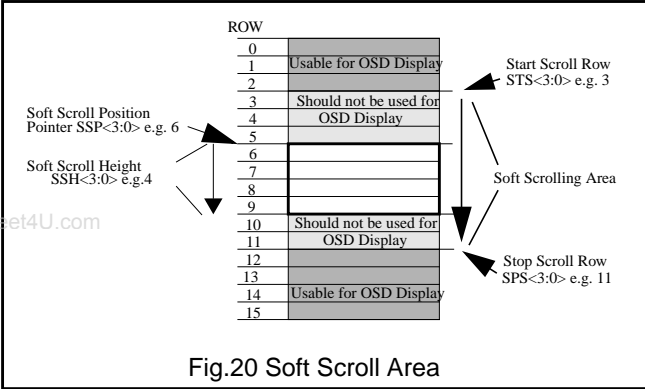 ROW
0
1
2
3
4
5
6
7
8
9
10
11
12
13
14
15
Usable for OSD Display
Should not be used for
OSD Display
Should not be used for
OSD Display
Usable for OSD Display
Soft Scroll Position
Pointer SSP<3:0> e.g. 6
Soft Scroll Height
SSH<3:0> e.g.4
Start Scroll Row
STS<3:0> e.g. 3
Soft Scrolling Area
Stop Scroll Row
SPS<3:0> e.g. 11
et4U.com
Fig.20 Soft Scroll Area